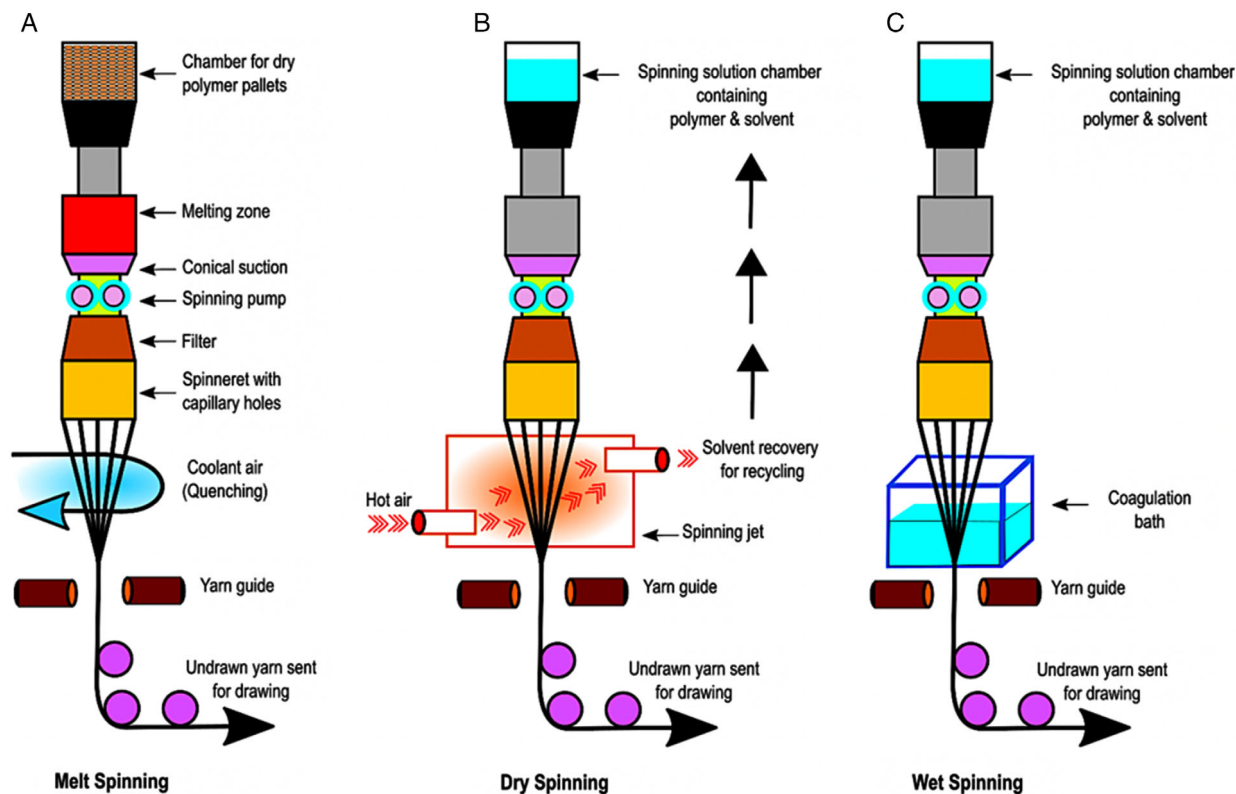 A
Chamber for dry
polymer pallets
Melting zone
Conical suction
Spinning pump
Filter
Spinneret with
capillary holes
Coolant air
(Quenching)
Yarn guide
Undrawn yarn sent
for drawing
Melt Spinning
B
Spinning solution chamber
containing
polymer & solvent
Solvent recovery
for recycling
Hot air
Spinning jet
Yarn guide
Undrawn yarn sent
for drawing
Dry Spinning
C
Spinning solution chamber
containing
polymer & solvent
Coagulation
bath
Yarn guide
Undrawn yarn sent
for drawing
Wet Spinning